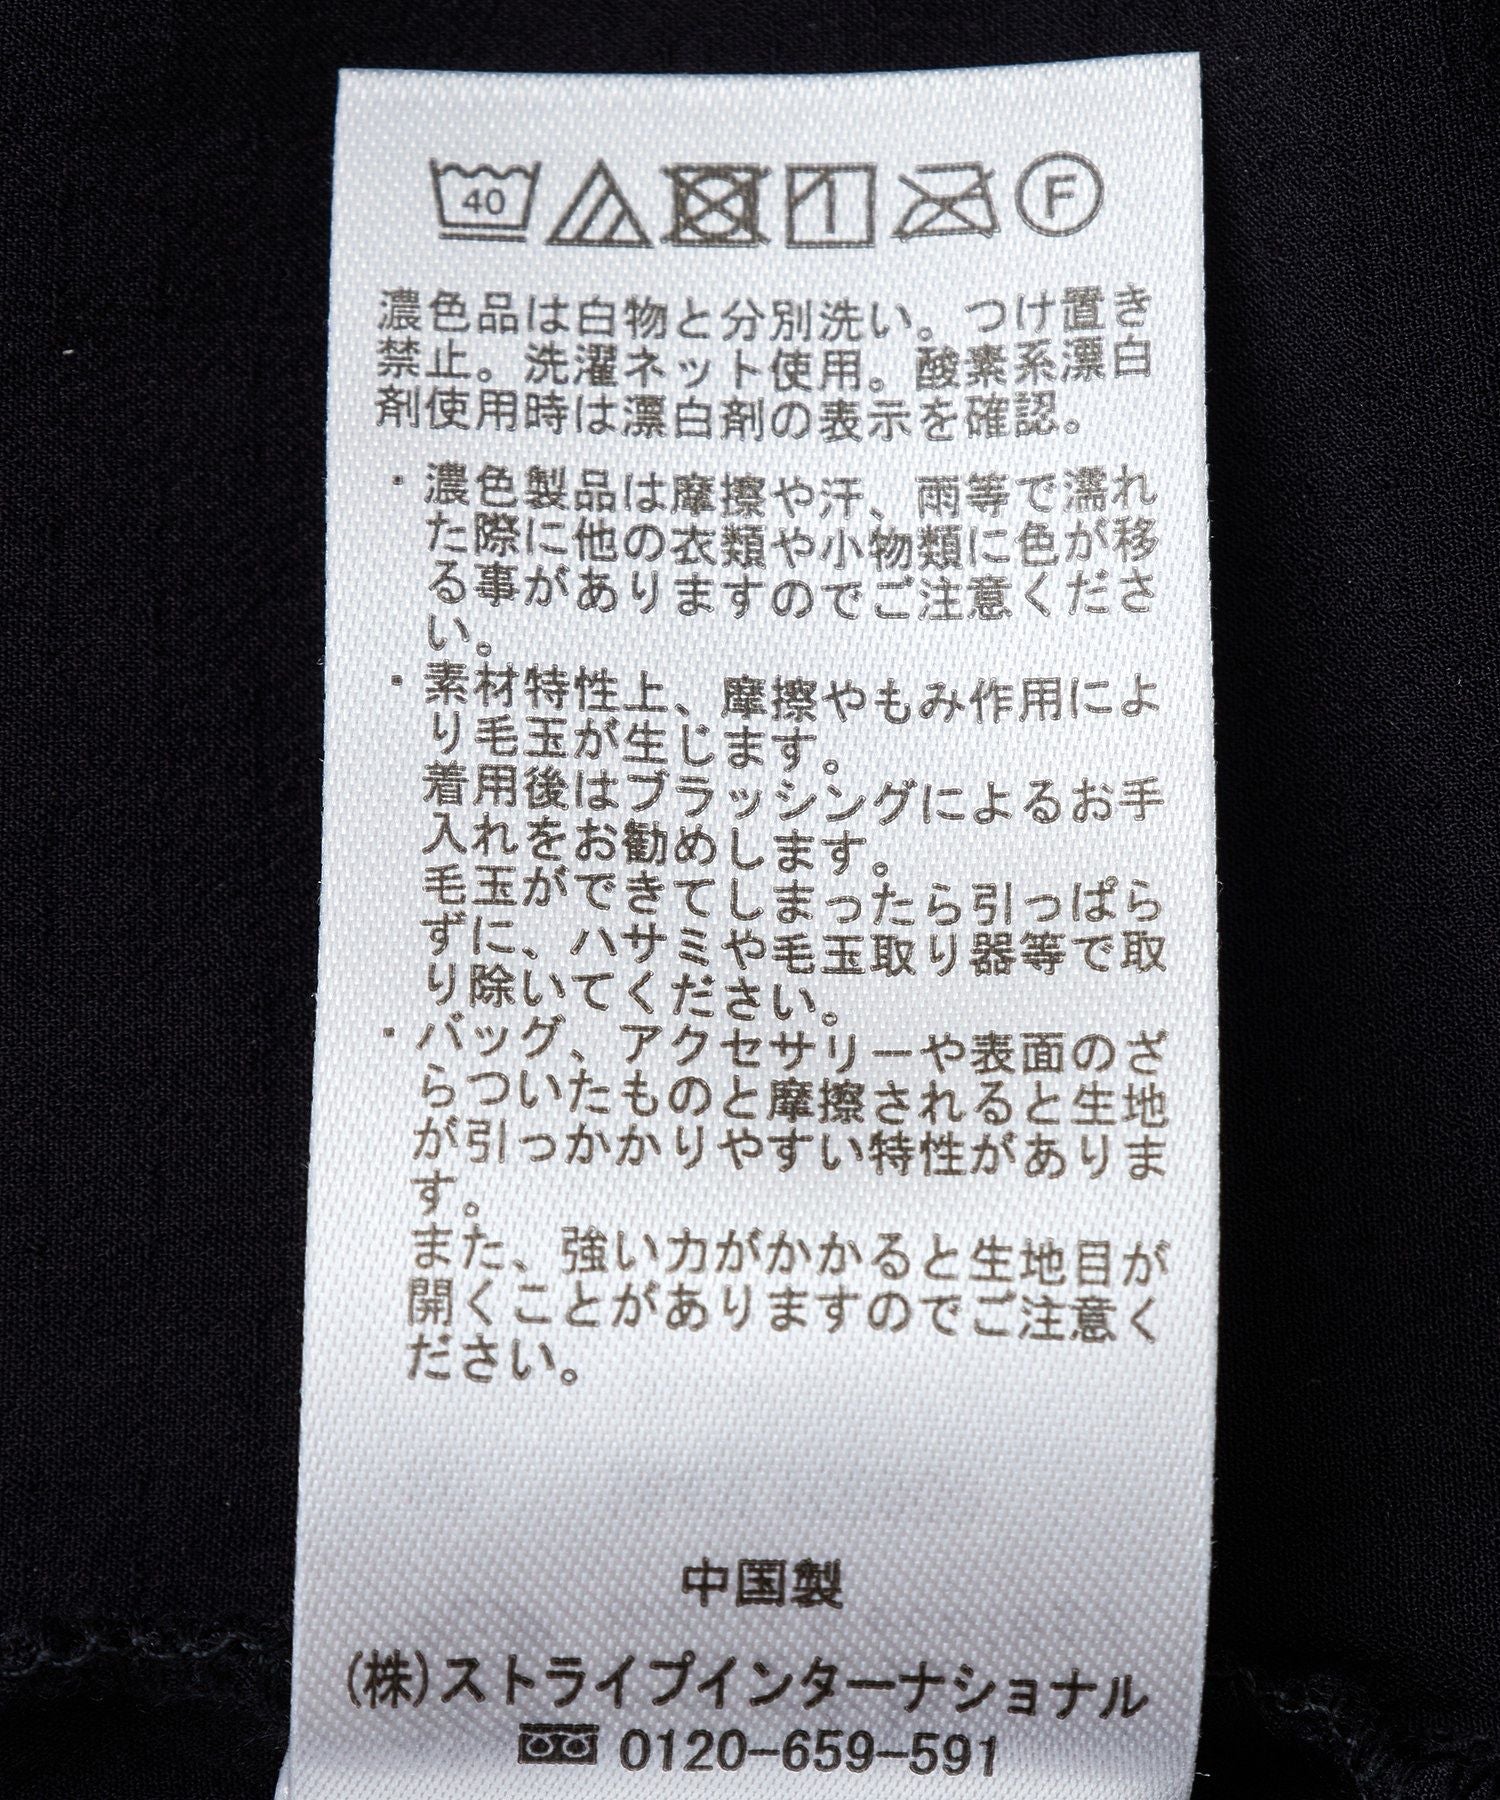 40 F
濃色品は白物と分別洗い。つけ置き
禁止。洗濯ネット使用。酸素系漂白
剤使用時は漂白剤の表示を確認。
・濃色製品は摩擦や汗、雨等で濡れ
た際に他の衣類や小物類に色が移
る事がありますのでご注意くださ
い。
・素材特性上、摩擦やもみ作用によ
り毛玉が生じます。
着用後はブラッシングによるお手
入れをお勧めします。
毛玉ができてしまったら引っぱら
ずに、ハサミや毛玉取り器等で取
り除いてください。
・バッグ、アクセサリーや表面のざ
らついたものと摩擦されると生地
が引っかかりやすい特性がありま
す。
また、強い力がかかると生地目が
開くことがありますのでご注意く
ださい。
中国製
(株)ストライプインターナショナル
0120-659-591